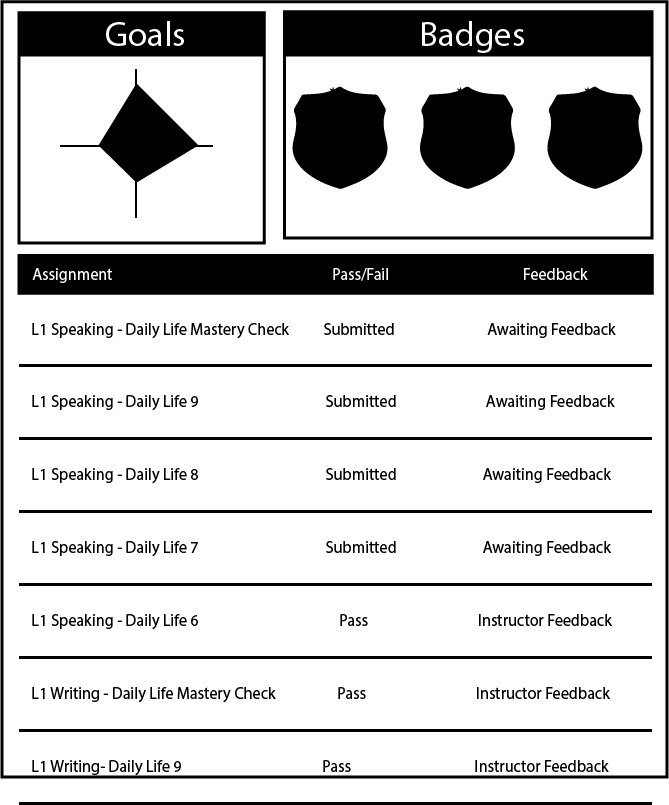 Goals
Badges
Assignment Pass/Fail Feedback
L1 Speaking - Daily Life Mastery Check Submitted Awaiting Feedback
L1 Speaking - Daily Life 9 Submitted Awaiting Feedback
L1 Speaking - Daily Life 8 Submitted Awaiting Feedback
L1 Speaking - Daily Life 7 Submitted Awaiting Feedback
L1 Speaking - Daily Life 6 Pass Instructor Feedback
L1 Writing - Daily Life Mastery Check Pass Instructor Feedback
L1 Writing- Daily Life 9 Pass Instructor Feedback